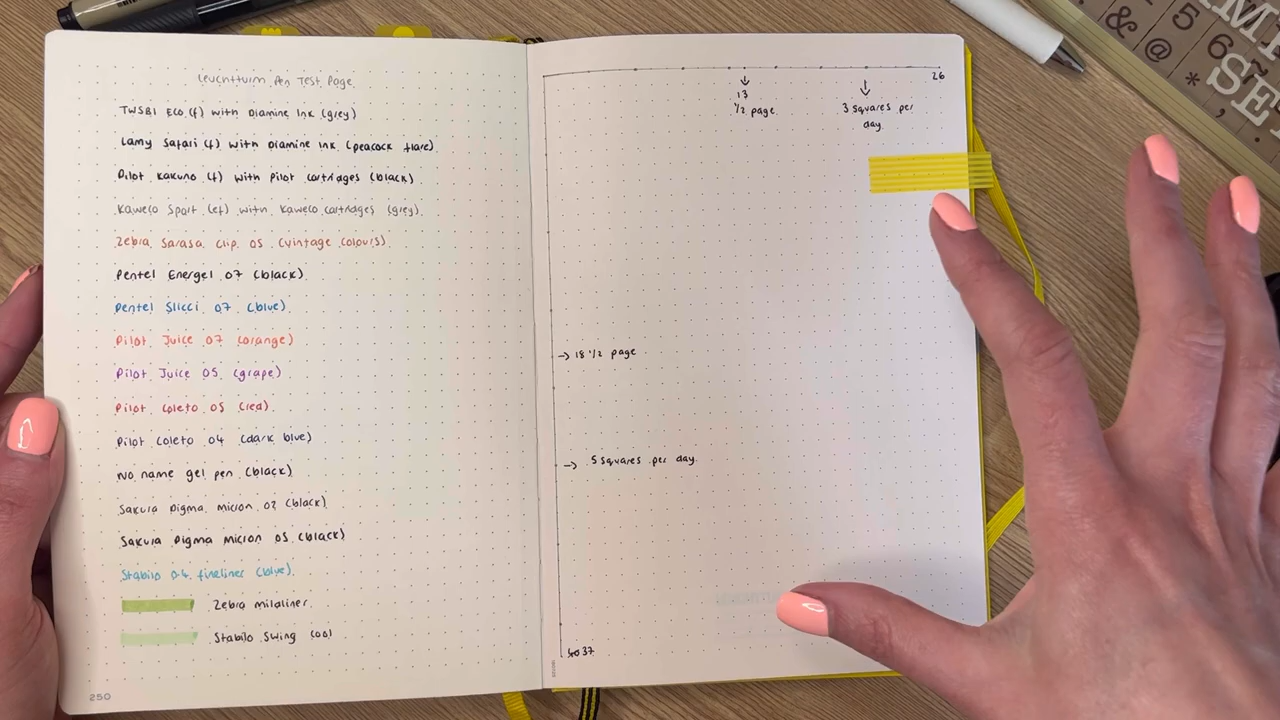 Leuchtturm Pen Test Page
TWSBI Eco (f) with Diamine Ink (grey)
Lamy Safari (f) with Diamine Ink (peacock flare)
Pilot Kakuno (f) with Pilot cartridges (black)
Kaweco Sport (ef) with Kaweco cartridges (grey)
Zebra Sarasa Clip 05 (vintage colours)
Pentel Energel 07 (black)
Pentel Slicci 07 (blue)
Pilot Juice 07 (orange)
Pilot Juice 05 (grape)
Pilot Coleto 05 (red)
Pilot Coleto 04 (dark blue)
No name gel pen (black)
Sakura Pigma Micron 02 (black)
Sakura Pigma Micron 05 (black)
Stabilo 0.4 fineliner (blue)
Zebra mildliner
Stabilo Swing cool
250
26
13
1/2 page
3 squares per
day
→ 18 1/2 page
→ 5 squares per day
37
5 6 ~
& @ * ,
SE